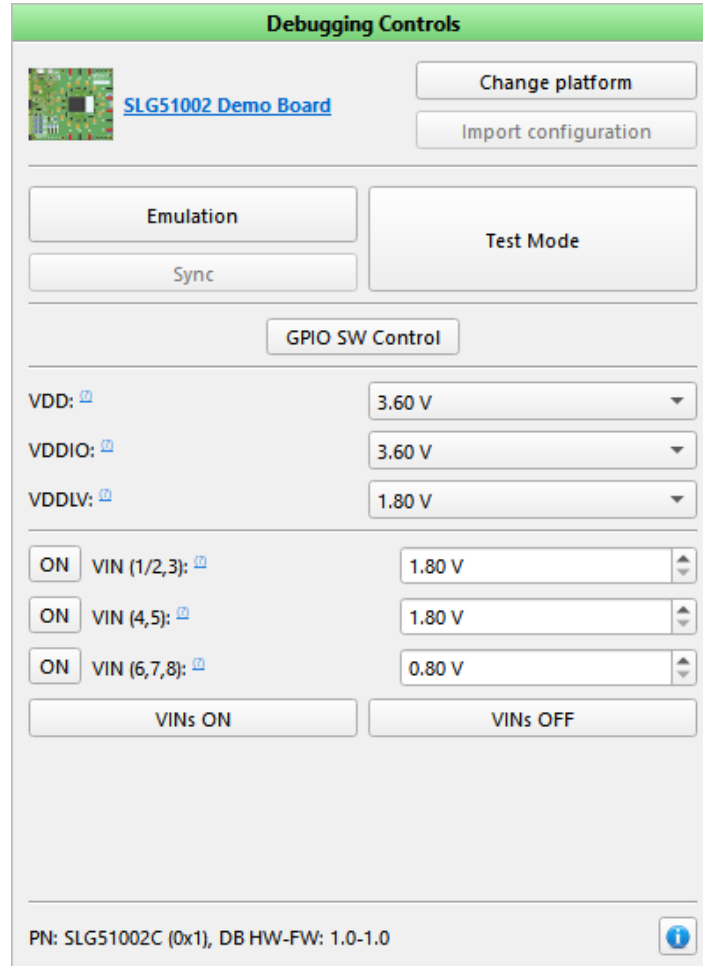 Debugging Controls
SLG51002 Demo Board
Change platform
Import configuration
Emulation
Sync
Test Mode
GPIO SW Control
VDD: (?) 3.60 V
VDDIO: (?) 3.60 V
VDDLV: (?) 1.80 V
ON VIN (1/2,3): (?) 1.80 V
ON VIN (4,5): (?) 1.80 V
ON VIN (6,7,8): (?) 0.80 V
VINs ON VINs OFF
PN: SLG51002C (0x1), DB HW-FW: 1.0-1.0